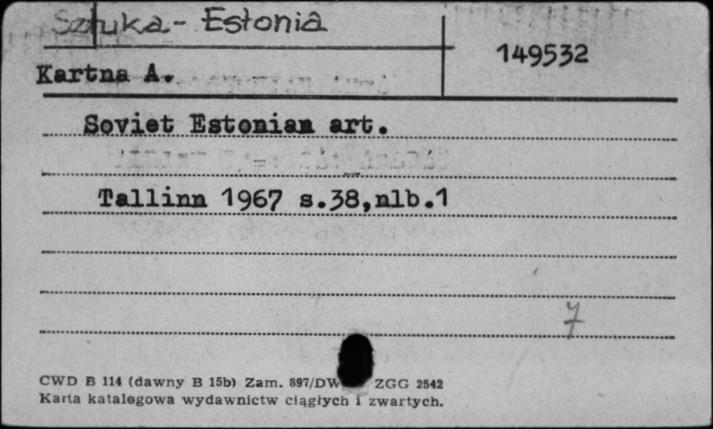 Sztuka - Estonia
149532
Kartna A.
Soviet Estonian art.
Tallinn 1967 s.38,nlb.1
7
CWD B 114 (dawny B 15b) Zam. 897/DW ZGG 2542
Karta katalogowa wydawnictw ciągłych i zwartych.